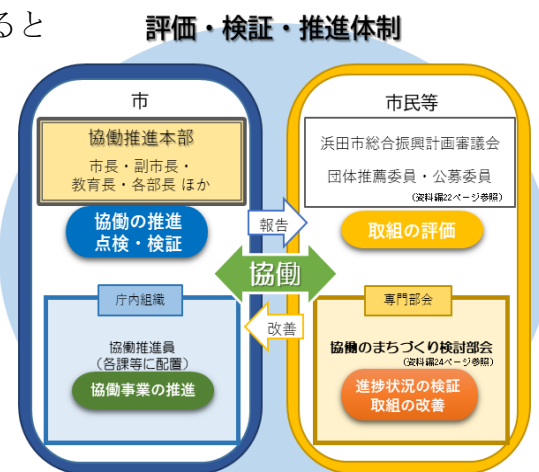 ると
評価・検証・推進体制
市
協働推進本部
市長・副市長・
教育長・各部長 ほか
協働の推進
点検・検証
庁内組織
協働推進員
（各課等に配置）
協働事業の推進
報告
協働
改善
市民等
浜田市総合振興計画審議会
団体推薦委員・公募委員
（資料編22ページ参照）
取組の評価
専門部会
協働のまちづくり検討部会
（資料編24ページ参照）
進捗状況の検証
取組の改善